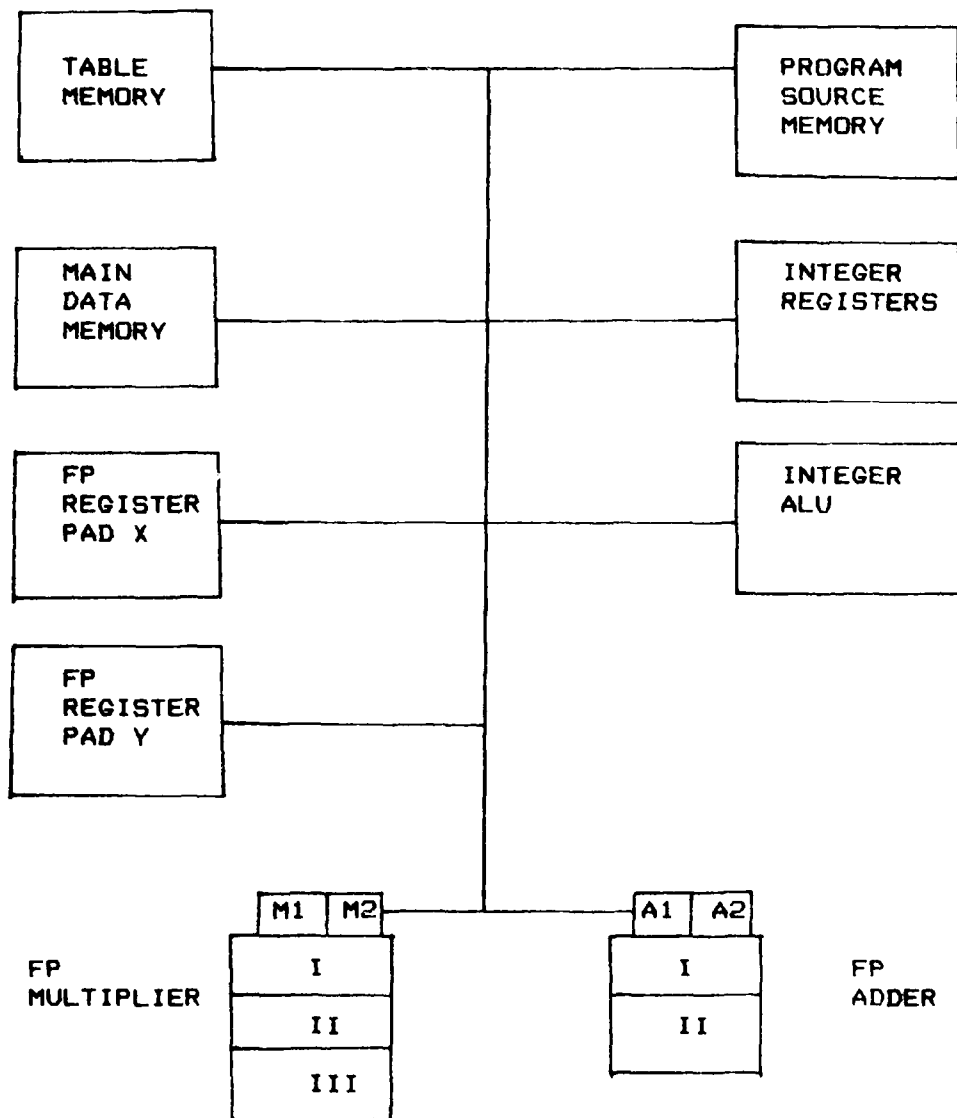 TABLE
MEMORY
PROGRAM
SOURCE
MEMORY
MAIN
DATA
MEMORY
INTEGER
REGISTERS
FP
REGISTER
PAD X
INTEGER
ALU
FP
REGISTER
PAD Y
M1 M2
A1 A2
FP
MULTIPLIER
I
II
III
I
II
FP
ADDER